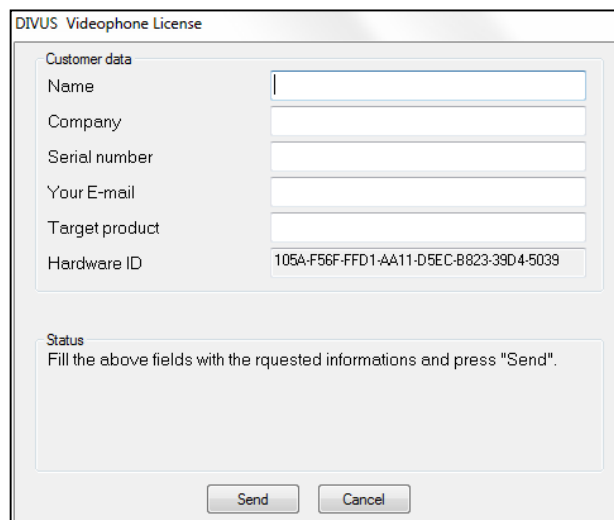 DIVUS Videophone License
Customer data
Name
Company
Serial number
Your E-mail
Target product
Hardware ID 105A-F56F-FFD1-AA11-D5EC-B823-39D4-5039
Status
Fill the above fields with the rquested informations and press "Send".
Send Cancel